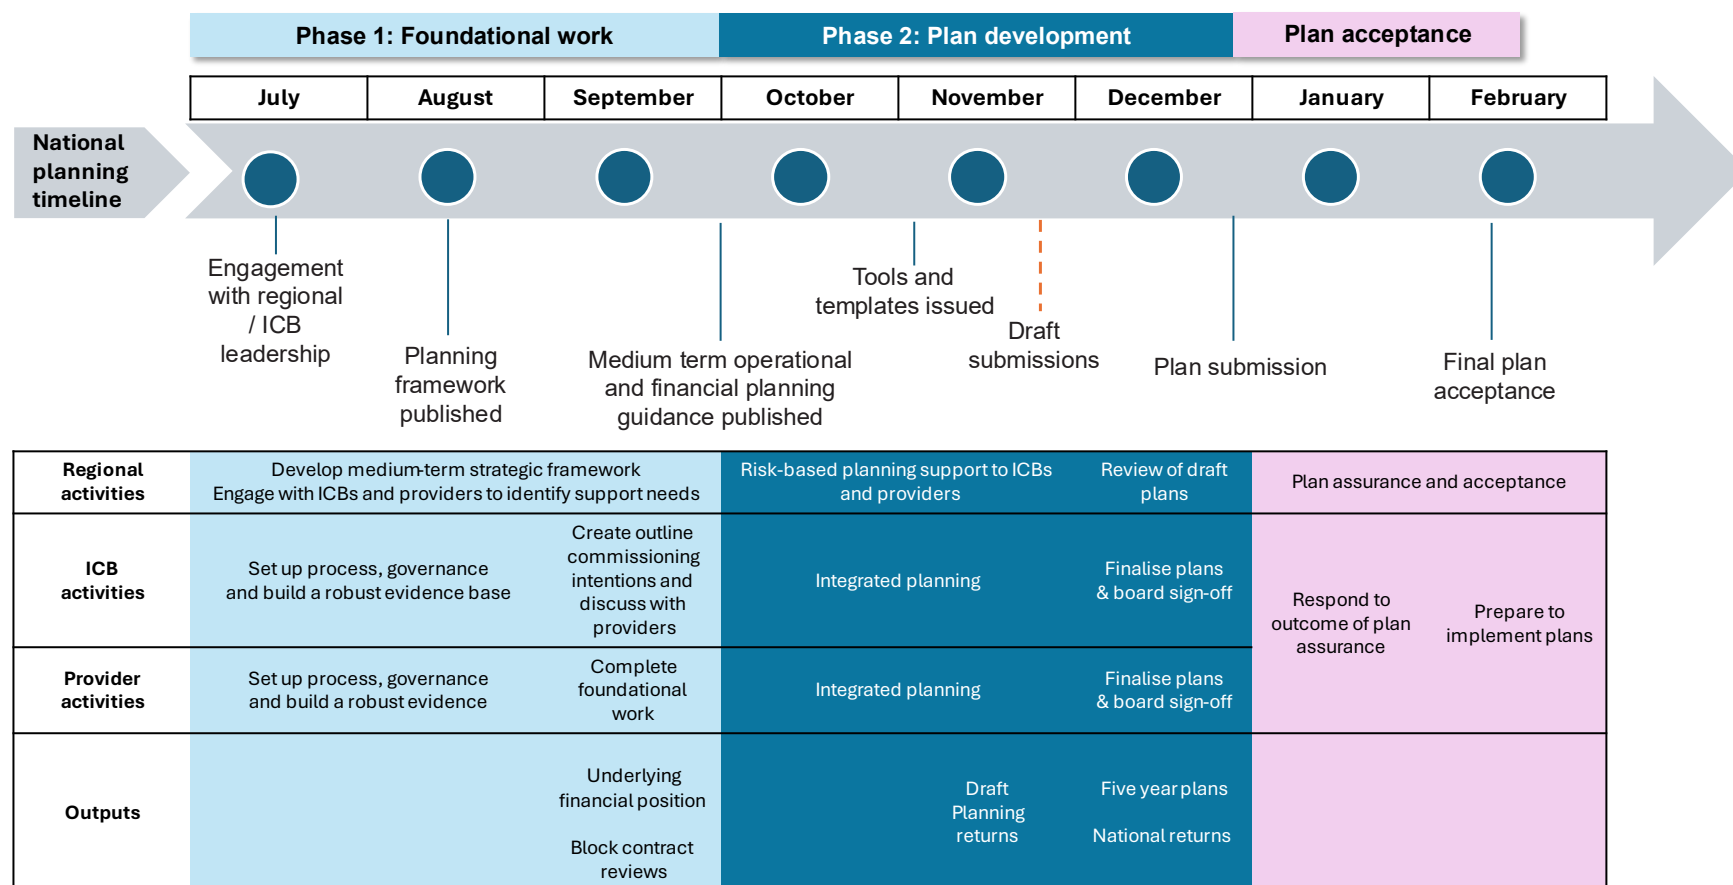 Phase 1: Foundational work
Phase 2: Plan development
Plan acceptance
July
August
September
October
November
December
January
February
National
planning
timeline
Engagement
with regional
/ ICB
leadership
Planning
framework
published
Medium term operational
and financial planning
guidance published
Tools and
templates issued
Draft
submissions
Plan submission
Final plan
acceptance
Regional
activities
Develop medium-term strategic framework
Engage with ICBs and providers to identify support needs
Risk-based planning support to ICBs
and providers
Review of draft
plans
Plan assurance and acceptance
ICB
activities
Set up process, governance
and build a robust evidence base
Create outline
commissioning
intentions and
discuss with
providers
Integrated planning
Finalise plans
& board sign-off
Respond to
outcome of plan
assurance
Prepare to
implement plans
Provider
activities
Set up process, governance
and build a robust evidence
Complete
foundational
work
Integrated planning
Finalise plans
& board sign-off
Outputs
Underlying
financial position
Block contract
reviews
Draft
Planning
returns
Five year plans
National returns